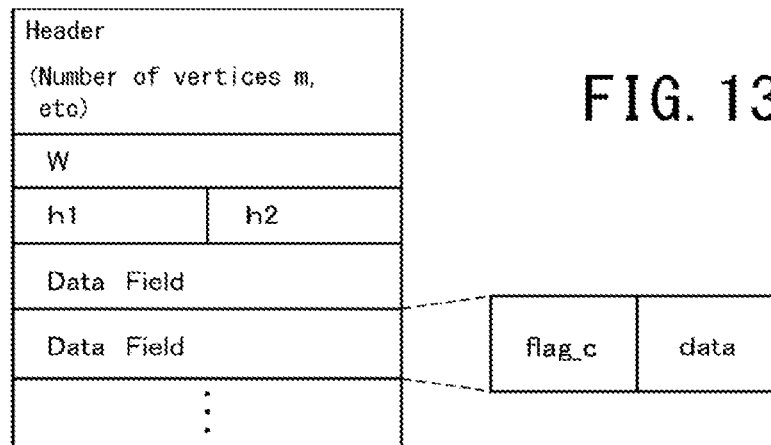 Header
(Number of vertices m,
etc)
FIG. 13
W
h1 h2
Data Field
Data Field
flag_c data